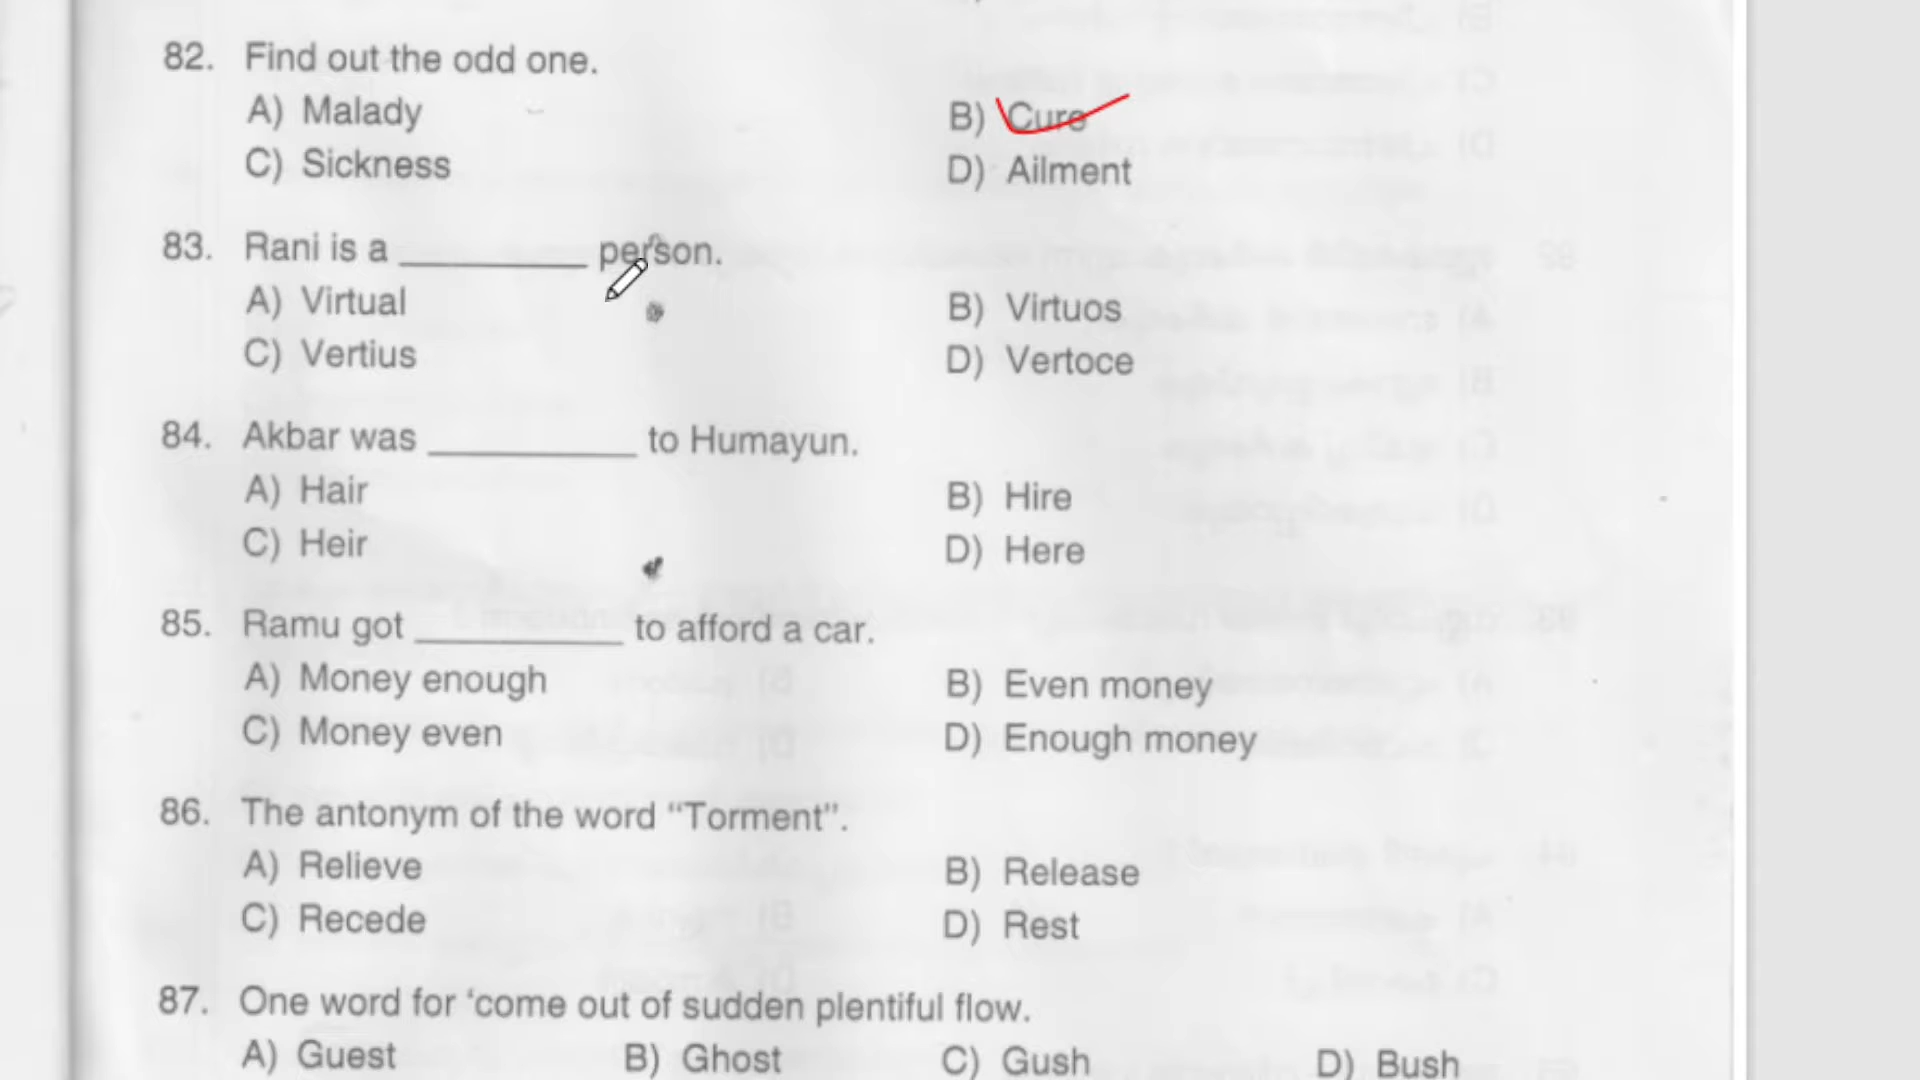 82. Find out the odd one.
A) Malady B) Cure
C) Sickness D) Ailment
83. Rani is a __________ person.
A) Virtual B) Virtuos
C) Vertius D) Vertoce
84. Akbar was ___________ to Humayun.
A) Hair B) Hire
C) Heir D) Here
85. Ramu got ___________ to afford a car.
A) Money enough B) Even money
C) Money even D) Enough money
86. The antonym of the word “Torment”.
A) Relieve B) Release
C) Recede D) Rest
87. One word for ‘come out of sudden plentiful flow.
A) Guest B) Ghost C) Gush D) Bush